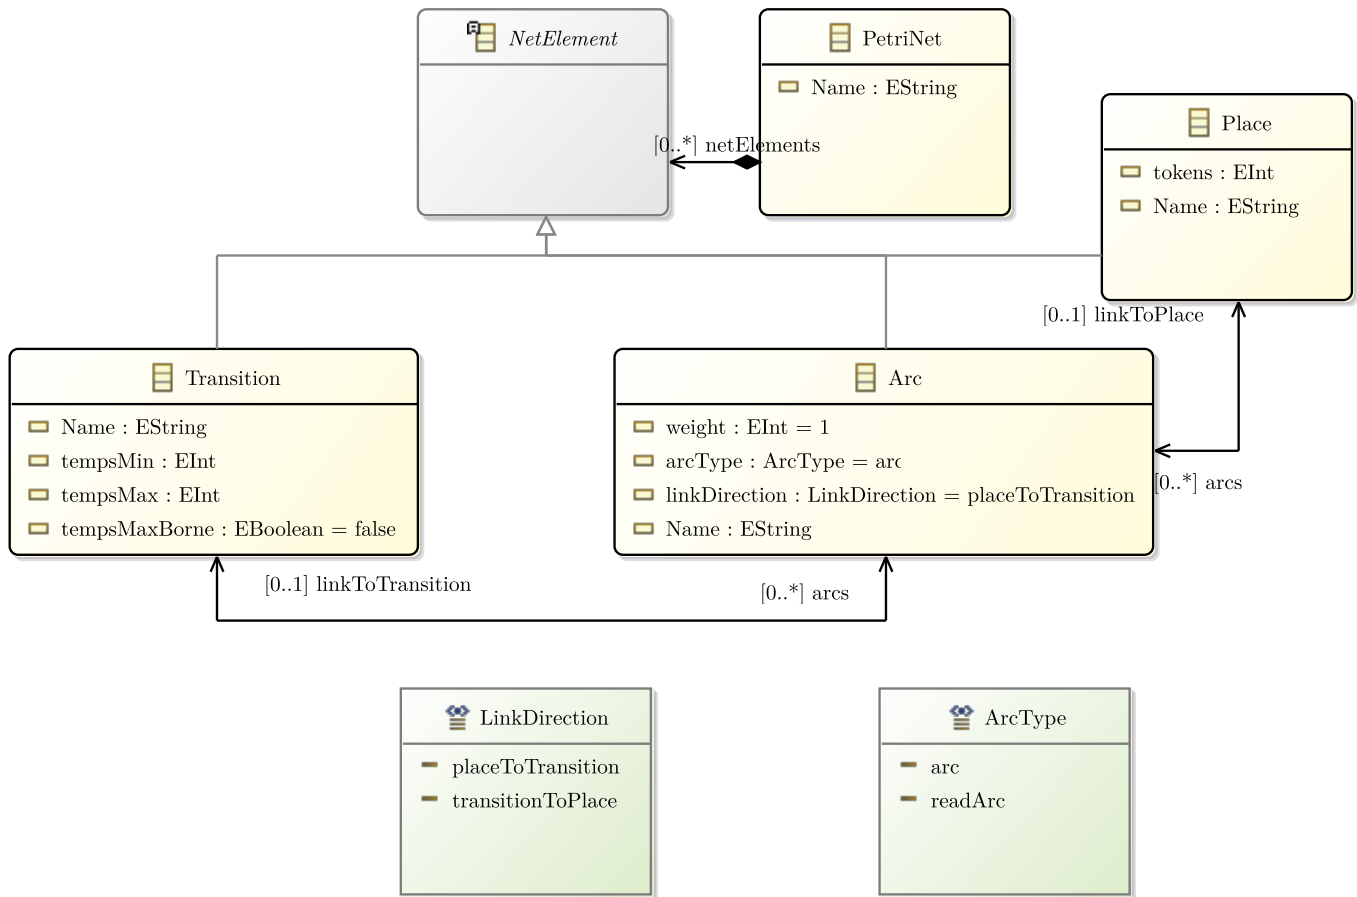 NetElement
PetriNet
Name : EString
[0..*] netElements
Place
tokens : EInt
Name : EString
[0..1] linkToPlace
Transition
Name : EString
tempsMin : EInt
tempsMax : EInt
tempsMaxBorne : EBoolean = false
Arc
weight : EInt = 1
arcType : ArcType = arc
linkDirection : LinkDirection = placeToTransition
Name : EString
[0..*] arcs
[0..1] linkToTransition
[0..*] arcs
LinkDirection
placeToTransition
transitionToPlace
ArcType
arc
readArc